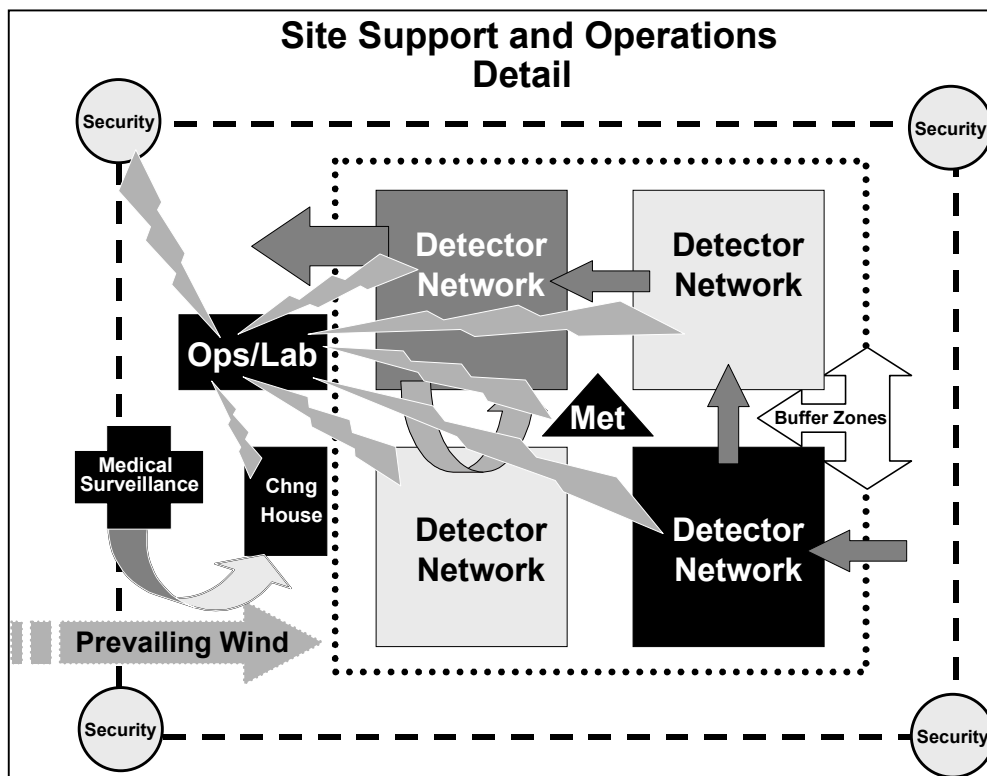 Site Support and Operations
Detail
Security
Security
Detector
Network
Detector
Network
Ops/Lab
Met
Buffer Zones
Medical
Surveillance
Chng
House
Detector
Network
Detector
Network
Prevailing Wind
Security
Security